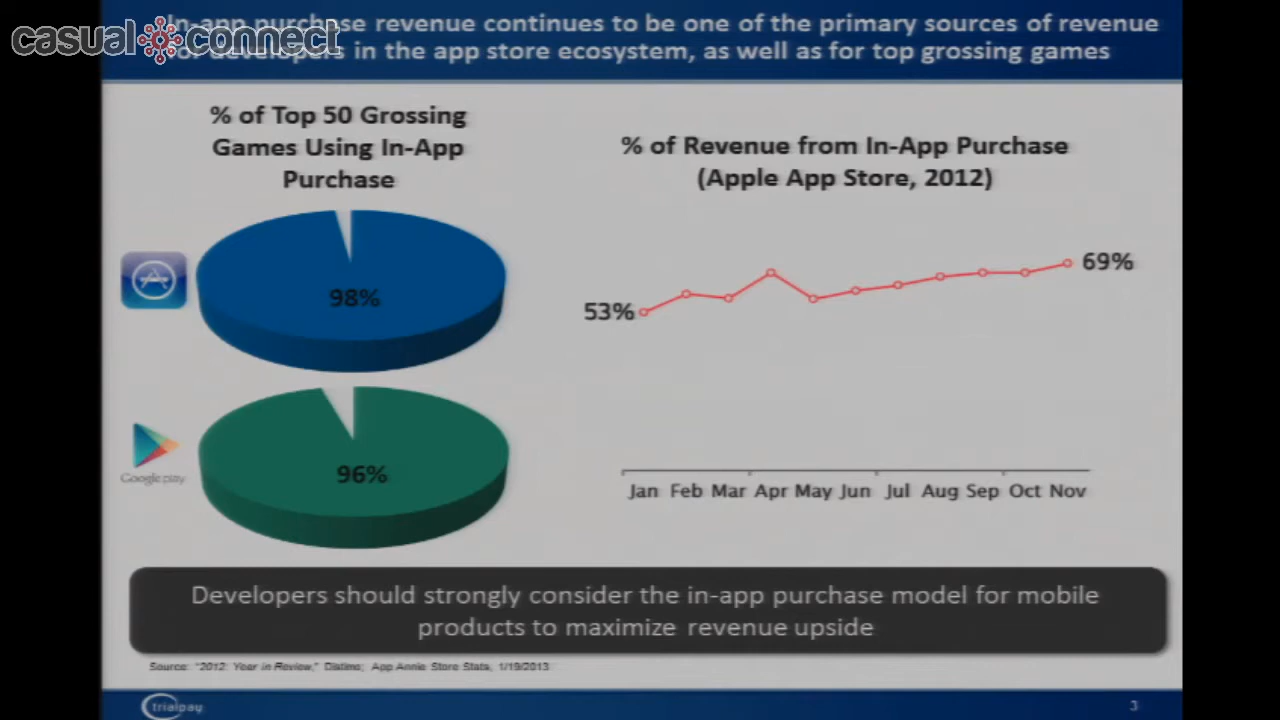 In-app purchase revenue continues to be one of the primary sources of revenue
for developers in the app store ecosystem, as well as for top grossing games
casual connect
% of Top 50 Grossing
Games Using In-App
Purchase
98%
Google play
96%
% of Revenue from In-App Purchase
(Apple App Store, 2012)
53%
69%
Jan Feb Mar Apr May Jun Jul Aug Sep Oct Nov
Developers should strongly consider the in-app purchase model for mobile
products to maximize revenue upside
Source: "2012: Year in Review," Distimo; App Annie Store Stats, 1/19/2013
trialpay
3